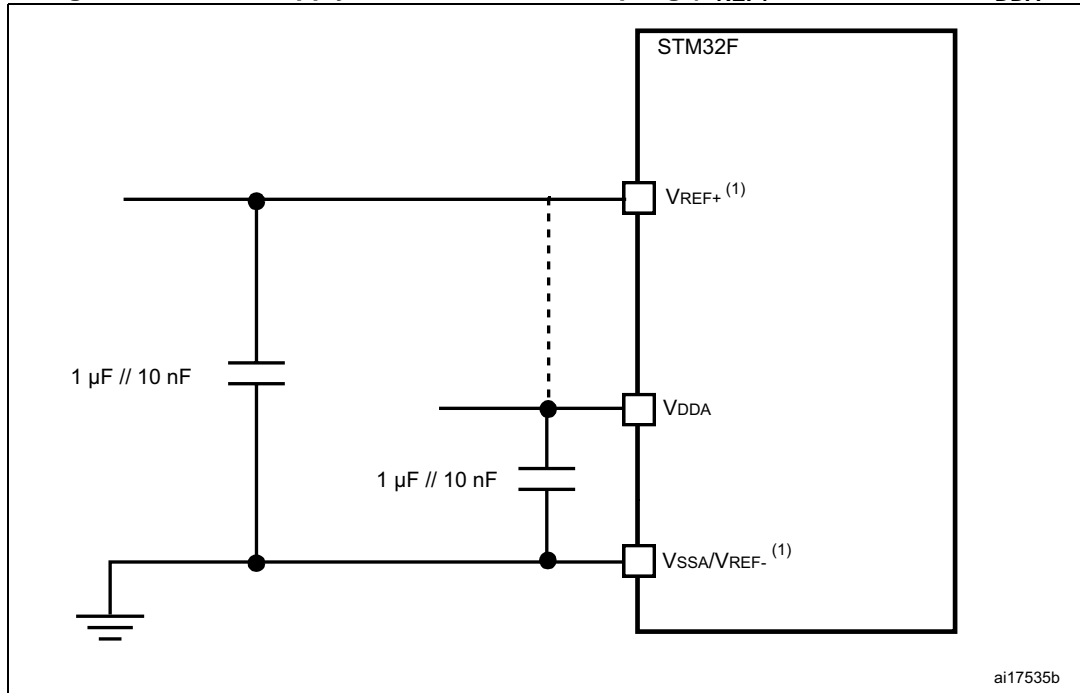 STM32F
VREF+ (1)
1 µF // 10 nF
VDDA
1 µF // 10 nF
VSSA/VREF- (1)
ai17535b